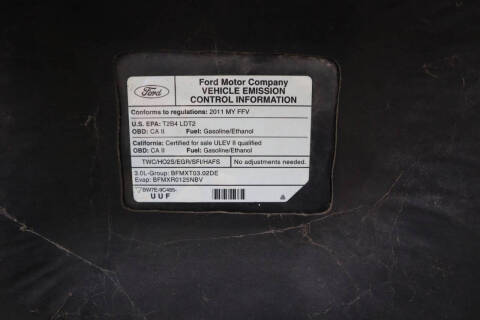 Ford
Ford Motor Company
VEHICLE EMISSION
CONTROL INFORMATION
Conforms to regulations: 2011 MY FFV
U.S. EPA: T2B4 LDT2
OBD: CA II Fuel: Gasoline/Ethanol
California: Certified for sale ULEV II qualified
OBD: CA II Fuel: Gasoline/Ethanol
TWC/HO2S/EGR/SFI/HAFS No adjustments needed.
3.0L-Group: BFMXT03.02DE
Evap: BFMXR0125NBV
BW7E-9C485-
UUF